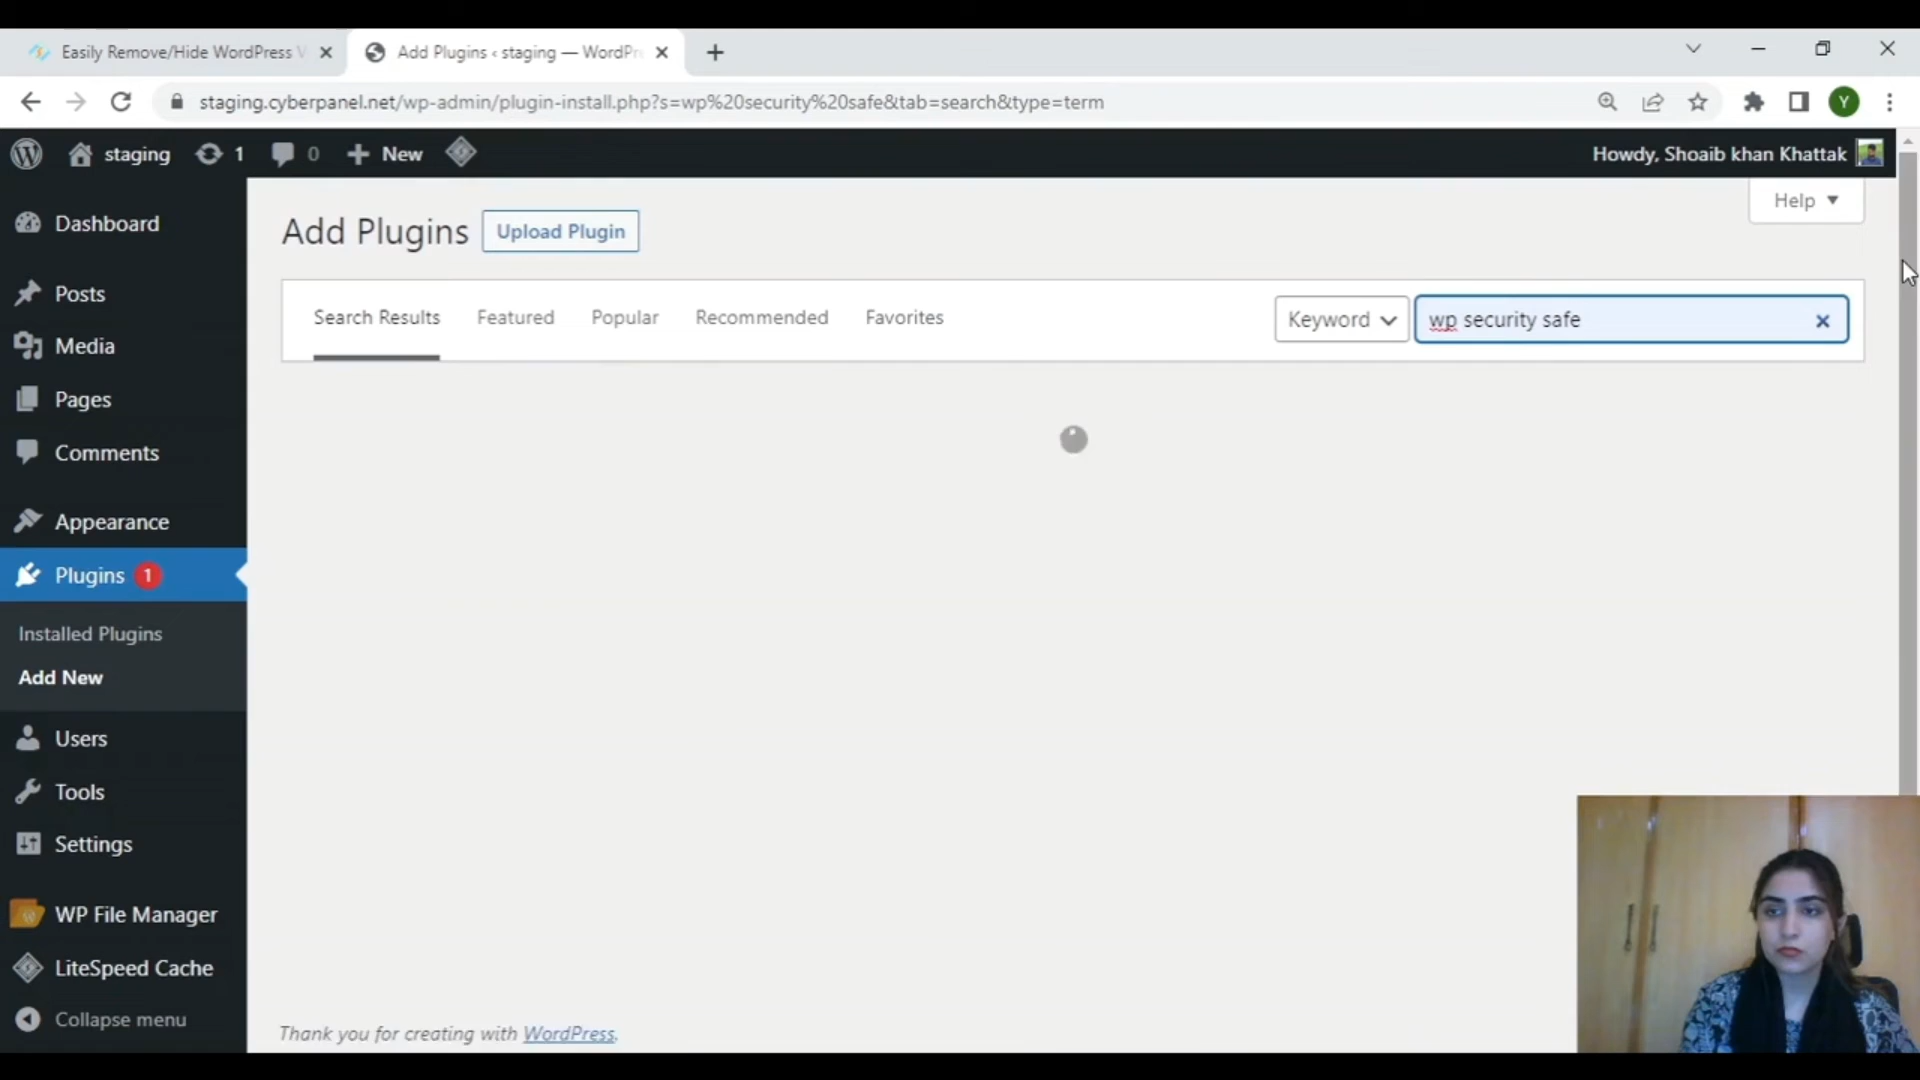 Easily Remove/Hide WordPress V
Add Plugins ‹ staging — WordPr
staging.cyberpanel.net/wp-admin/plugin-install.php?s=wp%20security%20safe&tab=search&type=term
Y
staging
1
0
New
Howdy, Shoaib khan Khattak
Dashboard
Posts
Media
Pages
Comments
Appearance
Plugins 1
Installed Plugins
Add New
Users
Tools
Settings
WP File Manager
LiteSpeed Cache
Collapse menu
Help
Add Plugins
Upload Plugin
Search Results
Featured
Popular
Recommended
Favorites
Keyword
wp security safe
Thank you for creating with WordPress.